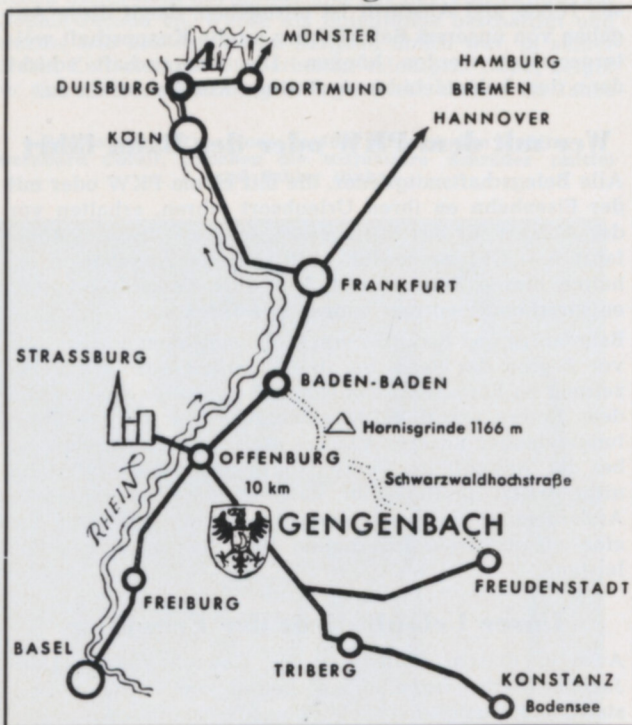 MÜNSTER
HAMBURG
DUISBURG
DORTMUND
BREMEN
KÖLN
HANNOVER
FRANKFURT
STRASSBURG
BADEN-BADEN
Hornisgrinde 1166 m
OFFENBURG
10 km
Schwarzwaldhochstraße
RHEIN
GENGENBACH
FREUDENSTADT
FREIBURG
BASEL
TRIBERG
KONSTANZ
Bodensee